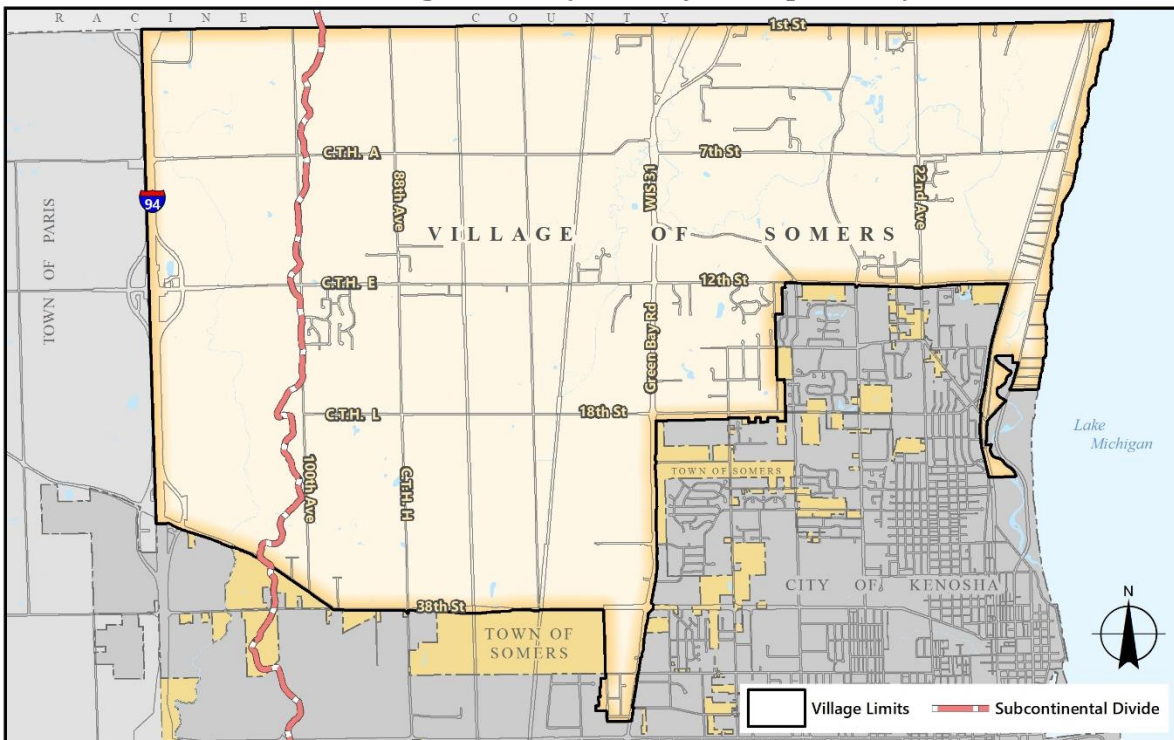 RACINE COUNTY
1st St
C.T.H. A
7th St
94
88th Ave
WI S31
22nd Ave
TOWN OF PARIS
VILLAGE OF SOMERS
C.T.H. E
12th St
Green Bay Rd
C.T.H. L
18th St
Lake
Michigan
100th Ave
C.T.H. H
TOWN OF SOMERS
CITY OF KENOSHA
38th St
TOWN OF
SOMERS
N
Village Limits
Subcontinental Divide